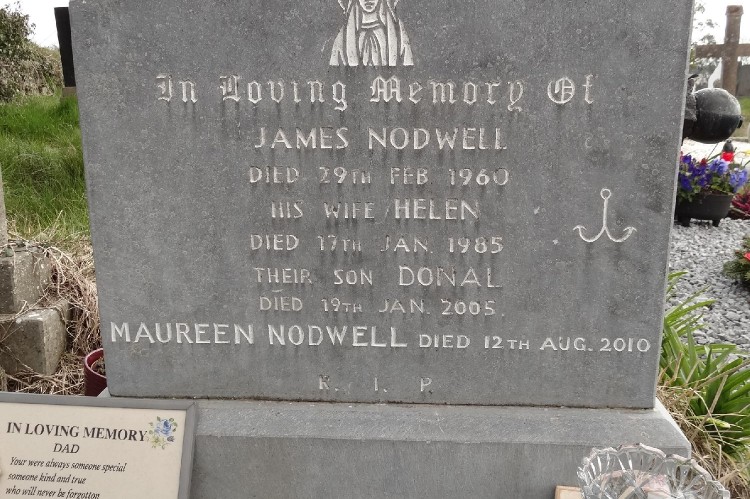 In Loving Memory Of
JAMES NODWELL
DIED 29TH FEB. 1960
HIS WIFE HELEN
DIED 17TH JAN. 1985
THEIR SON DONAL
DIED 19TH JAN. 2005.
MAUREEN NODWELL DIED 12TH AUG. 2010
R. I. P.
IN LOVING MEMORY
DAD
Your were always someone special
someone kind and true
who will never be forgotten